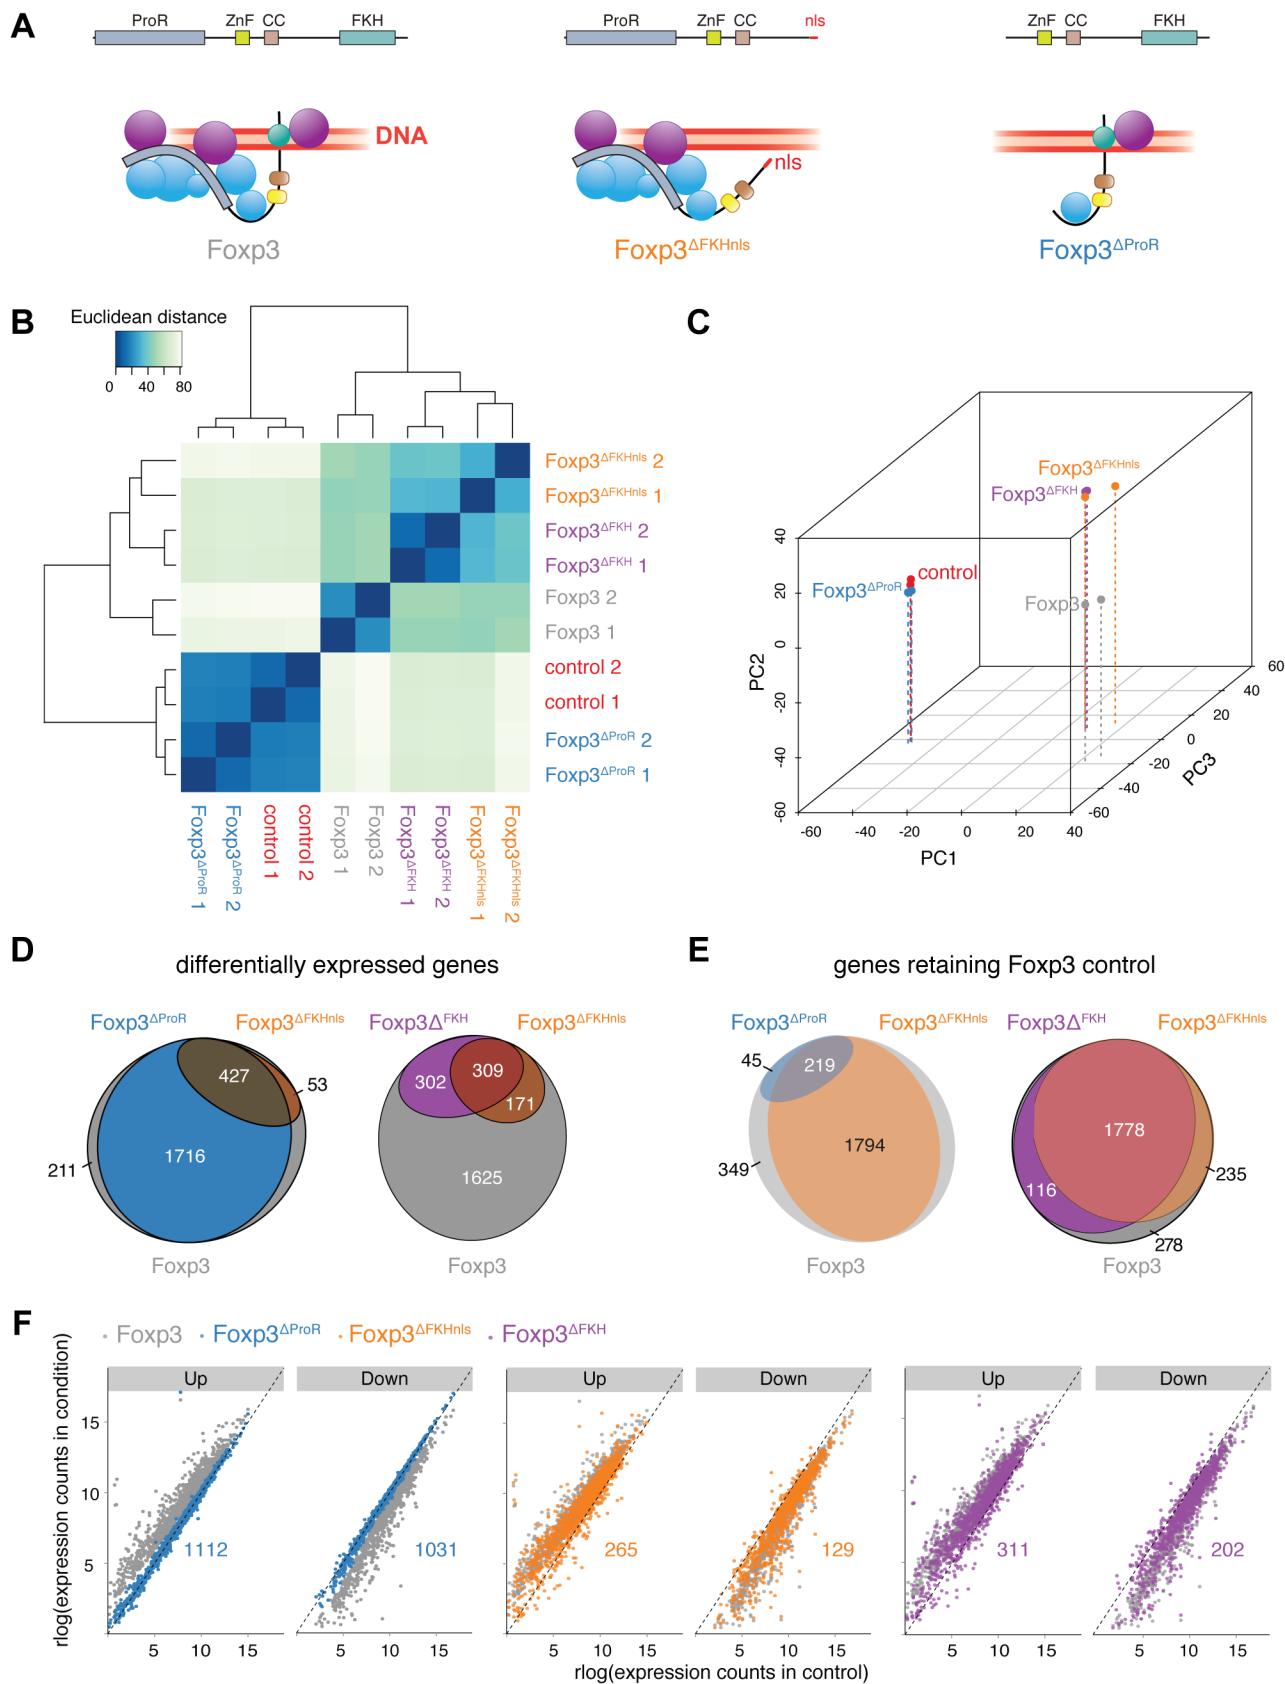 A
ProR ZnF CC FKH
ProR ZnF CC nls
ZnF CC FKH
DNA
nls
Foxp3
Foxp3ΔFKHnls
Foxp3ΔProR
B
Euclidean distance
0 40 80
Foxp3ΔFKHnls 2
Foxp3ΔFKHnls 1
Foxp3ΔFKH 2
Foxp3ΔFKH 1
Foxp3 2
Foxp3 1
control 2
control 1
Foxp3ΔProR 2
Foxp3ΔProR 1
Foxp3ΔProR 1
Foxp3ΔProR 2
control 1
control 2
Foxp3 1
Foxp3 2
Foxp3ΔFKH 1
Foxp3ΔFKH 2
Foxp3ΔFKHnls 1
Foxp3ΔFKHnls 2
C
Foxp3ΔFKHnls
Foxp3ΔFKH
control
Foxp3ΔProR
Foxp3
PC2
40
20
0
-20
-40
-60
-60 -40 -20 0 20 40
PC1
60
40
20
0
-20
-40
-60
PC3
D
differentially expressed genes
Foxp3ΔProR Foxp3ΔFKHnls
427
53
1716
211
Foxp3
Foxp3ΔFKH Foxp3ΔFKHnls
302 309
171
1625
Foxp3
E
genes retaining Foxp3 control
Foxp3ΔProR Foxp3ΔFKHnls
45
219
1794
349
Foxp3
Foxp3ΔFKH Foxp3ΔFKHnls
1778
116
235
278
Foxp3
F
Foxp3 Foxp3ΔProR Foxp3ΔFKHnls Foxp3ΔFKH
rlog(expression counts in condition)
Up Down Up Down Up Down
15
10
5
1112 1031 265 129 311 202
5 10 15 5 10 15 5 10 15 5 10 15 5 10 15 5 10 15
rlog(expression counts in control)